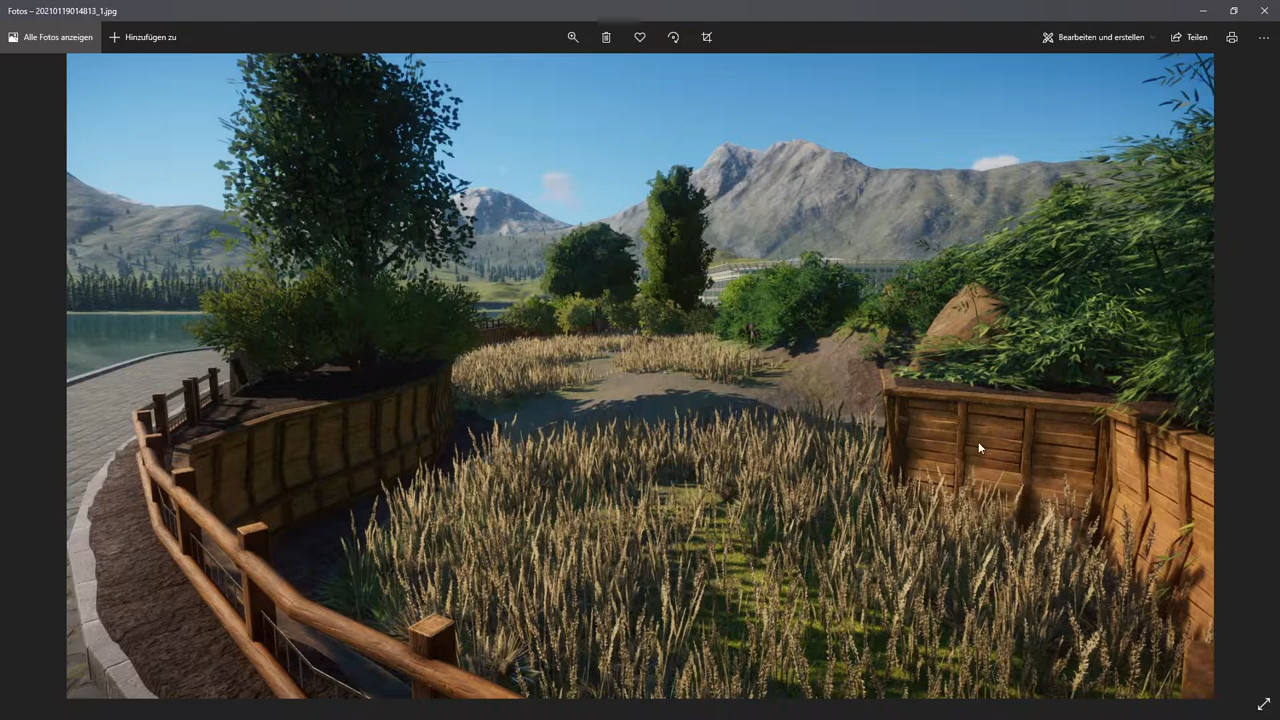 Fotos – 20210119014813_1.jpg
Alle Fotos anzeigen
Hinzufügen zu
Bearbeiten und erstellen
Teilen